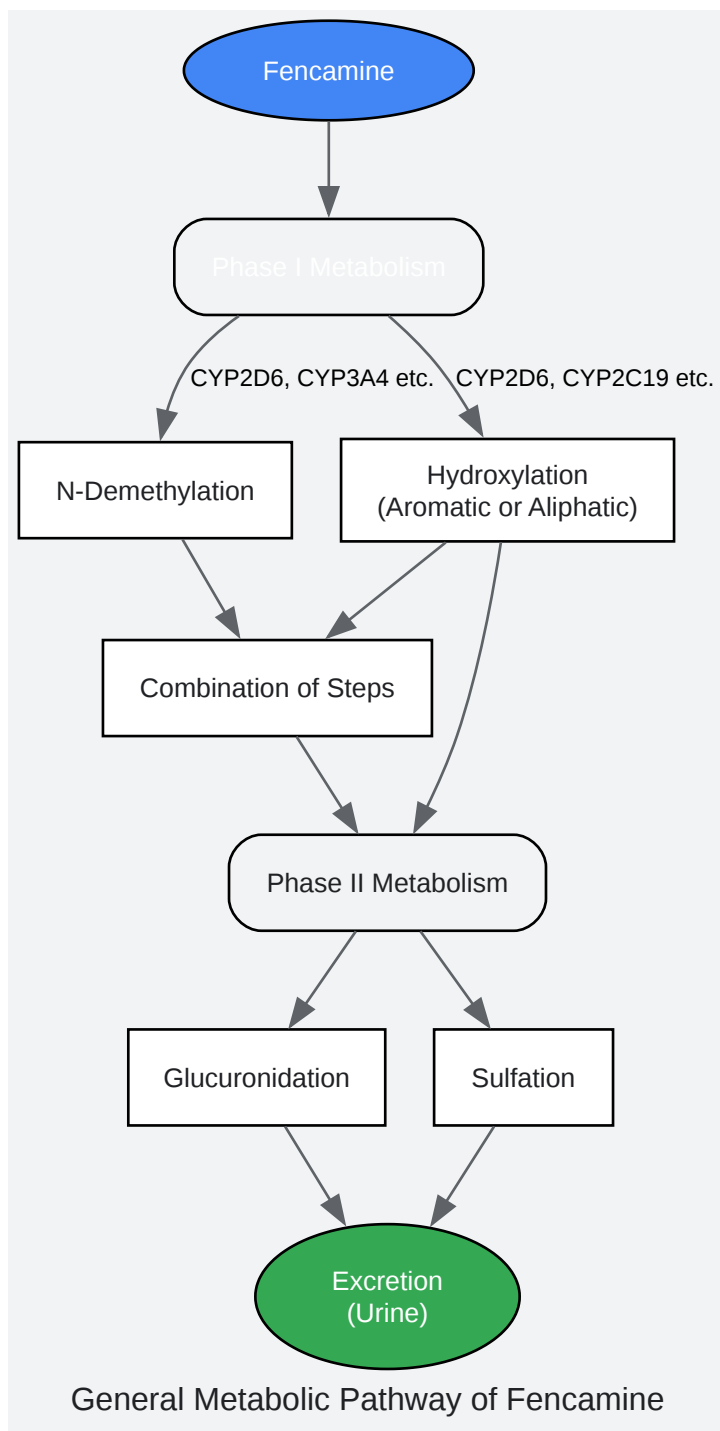 Fencamine
Phase I Metabolism
CYP2D6, CYP3A4 etc.
CYP2D6, CYP2C19 etc.
N-Demethylation
Hydroxylation
(Aromatic or Aliphatic)
Combination of Steps
Phase II Metabolism
Glucuronidation
Sulfation
Excretion
(Urine)
General Metabolic Pathway of Fencamine